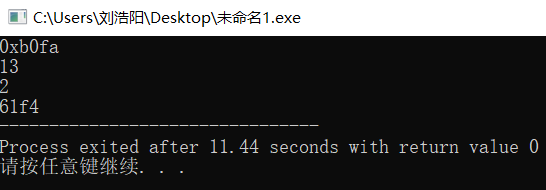 C:\Users\刘浩阳\Desktop\未命名1.exe
0xb0fa
13
2
61f4
--------------------------------
Process exited after 11.44 seconds with return value 0
请按任意键继续. . .